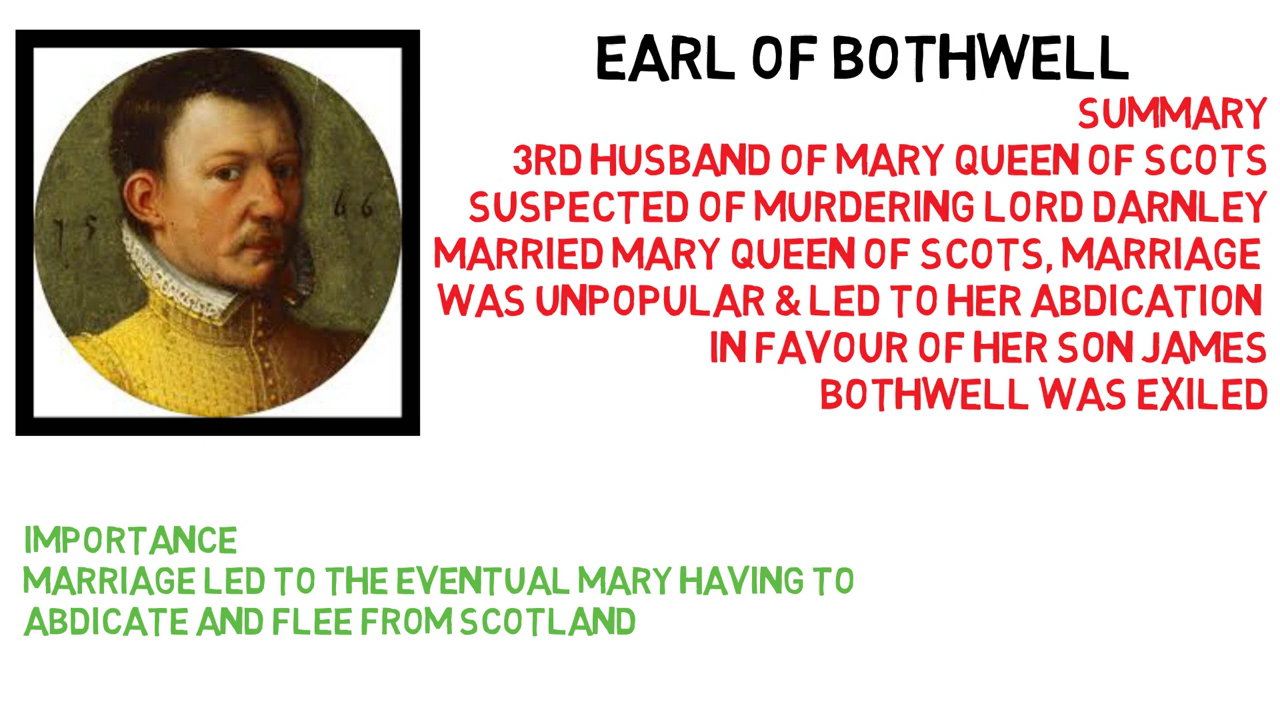 EARL OF BOTHWELL
SUMMARY
3RD HUSBAND OF MARY QUEEN OF SCOTS
SUSPECTED OF MURDERING LORD DARNLEY
MARRIED MARY QUEEN OF SCOTS, MARRIAGE
WAS UNPOPULAR & LED TO HER ABDICATION
IN FAVOUR OF HER SON JAMES
BOTHWELL WAS EXILED
75 66
IMPORTANCE
MARRIAGE LED TO THE EVENTUAL MARY HAVING TO
ABDICATE AND FLEE FROM SCOTLAND